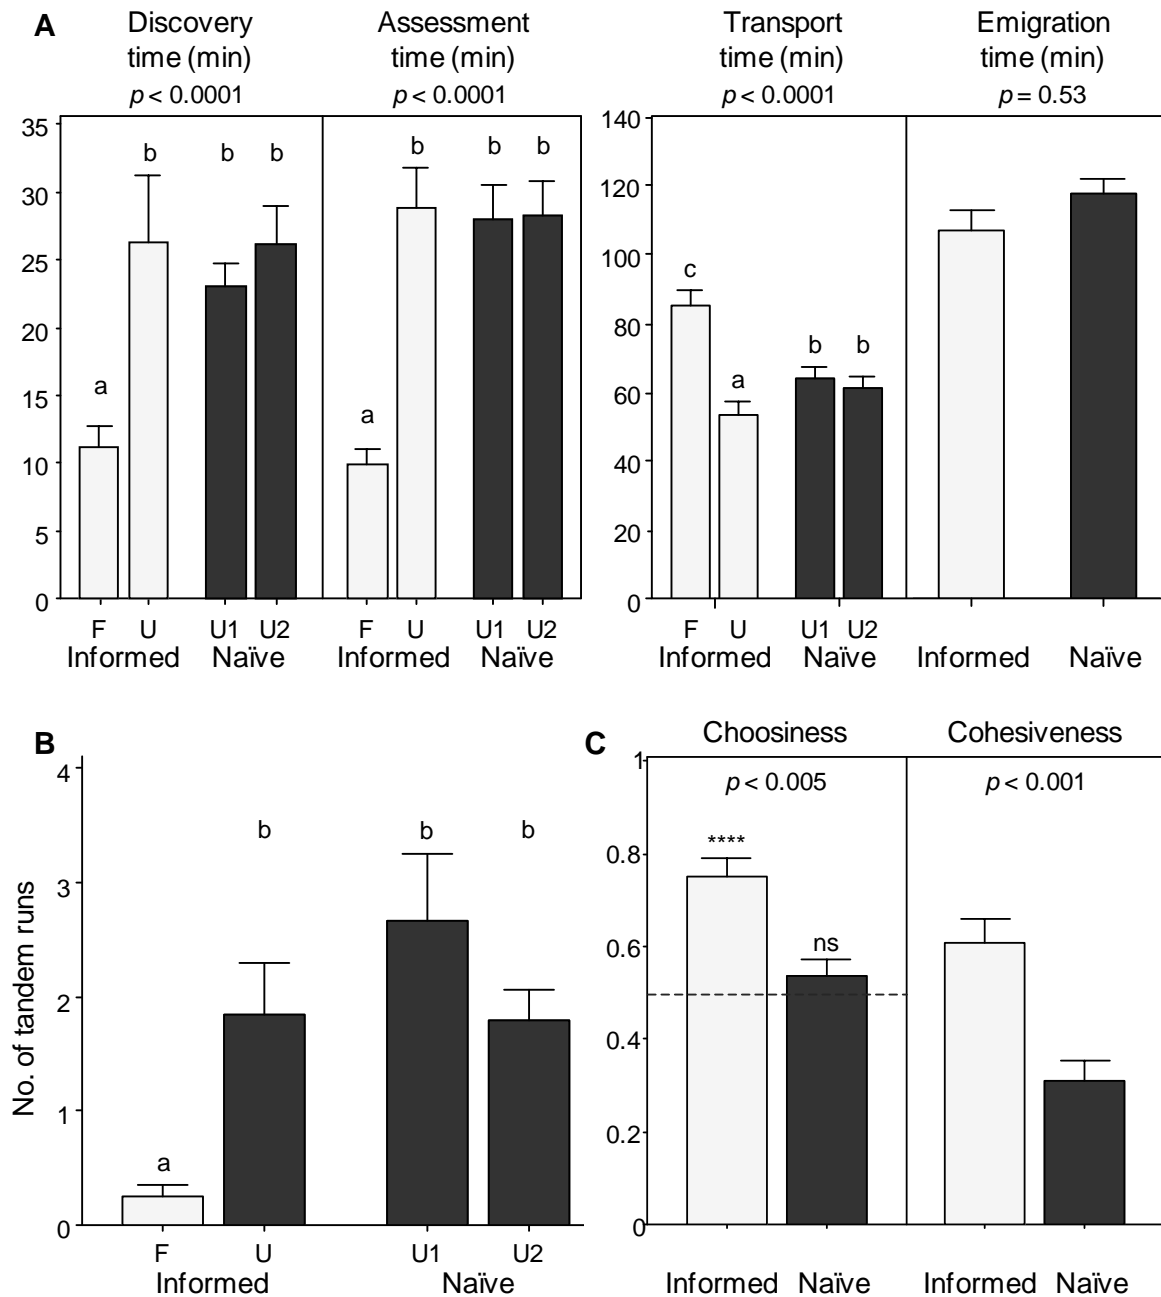 A
Discovery
time (min)
p < 0.0001
Assessment
time (min)
p < 0.0001
Transport
time (min)
p < 0.0001
Emigration
time (min)
p = 0.53
35
30
25
20
15
10
5
0
a
b
b
b
a
b
b
b
F
U
U1
U2
Informed
Naïve
F
U
U1
U2
Informed
Naïve
140
120
100
80
60
40
20
0
c
a
b
b
F
U
U1
U2
Informed
Naïve
Informed
Naïve
B
No. of tandem runs
4
3
2
1
0
a
b
b
b
F
U
U1
U2
Informed
Naïve
C
Choosiness
Cohesiveness
p < 0.005
p < 0.001
1
0.8
0.6
0.4
0.2
0
****
ns
Informed
Naïve
Informed
Naïve